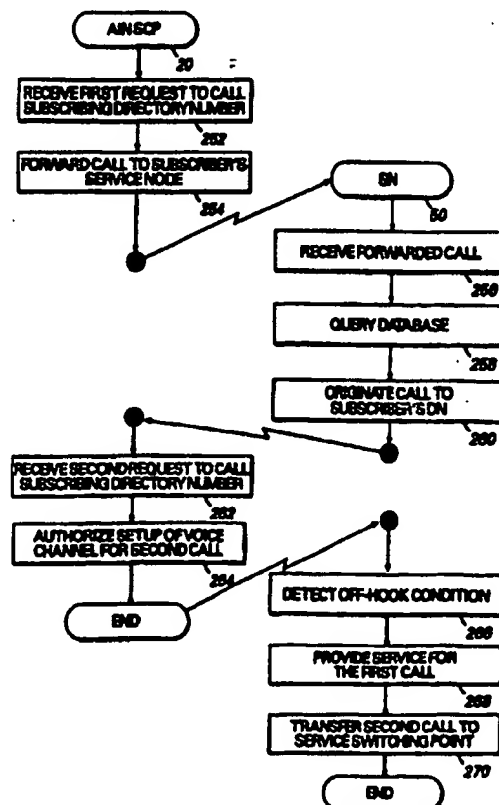 AIN SCP
20
RECEIVE FIRST REQUEST TO CALL
SUBSCRIBING DIRECTORY NUMBER
252
FORWARD CALL TO SUBSCRIBER'S
SERVICE NODE
254
SN
50
RECEIVE FORWARDED CALL
256
QUERY DATABASE
258
ORIGINATE CALL TO
SUBSCRIBER'S DN
260
RECEIVE SECOND REQUEST TO CALL
SUBSCRIBING DIRECTORY NUMBER
262
AUTHORIZE SETUP OF VOICE
CHANNEL FOR SECOND CALL
264
END
DETECT OFF-HOOK CONDITION
266
PROVIDE SERVICE FOR
THE FIRST CALL
268
TRANSFER SECOND CALL TO
SERVICE SWITCHING POINT
270
END